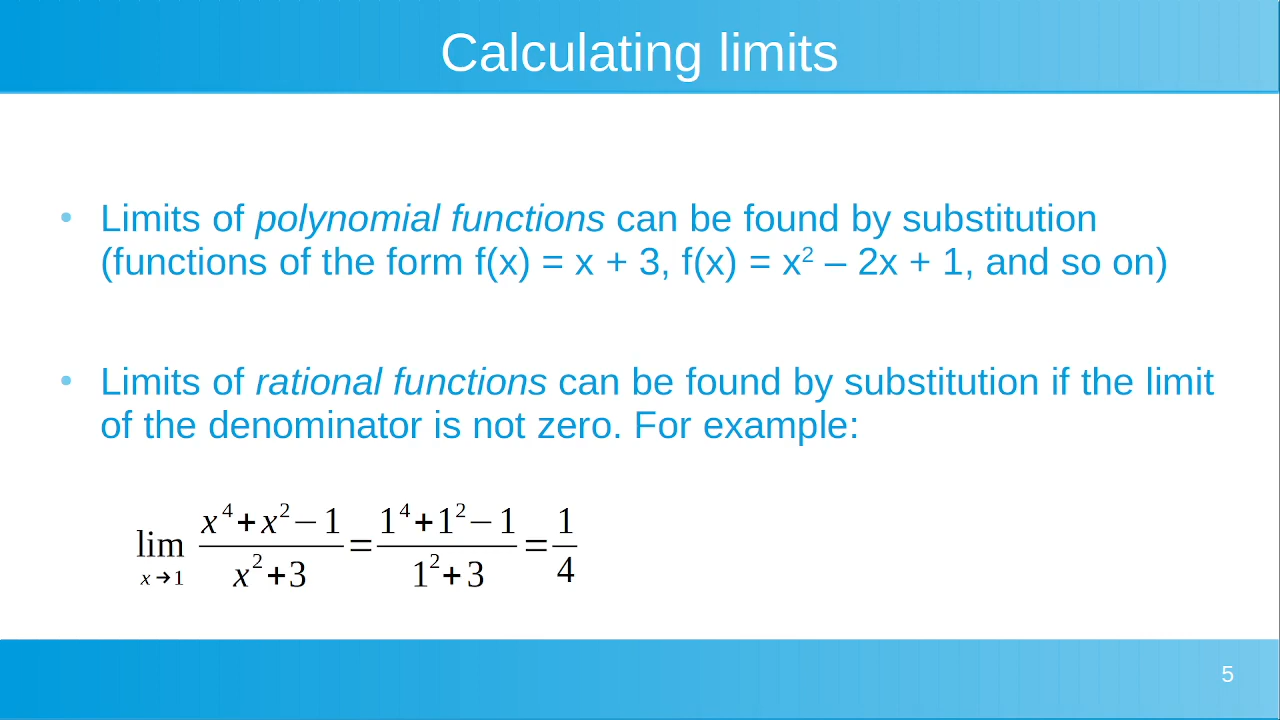 Calculating limits
• Limits of polynomial functions can be found by substitution
(functions of the form f(x) = x + 3, f(x) = x² – 2x + 1, and so on)
• Limits of rational functions can be found by substitution if the limit
of the denominator is not zero. For example:
lim x→1 (x⁴+x²−1)/(x²+3) = (1⁴+1²−1)/(1²+3) = 1/4
5